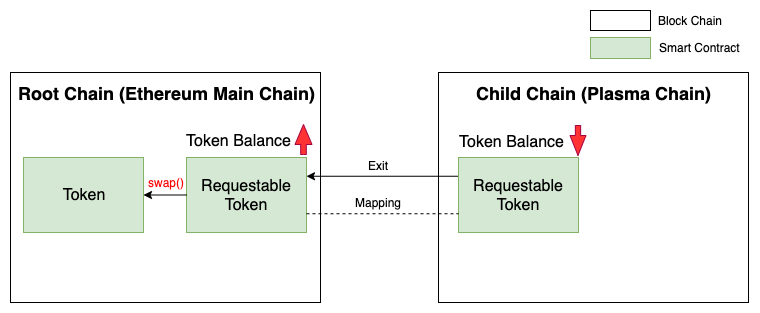 Block Chain
Smart Contract
Root Chain (Ethereum Main Chain)
Child Chain (Plasma Chain)
Token Balance
Token Balance
Token
swap()
Requestable
Token
Exit
Mapping
Requestable
Token